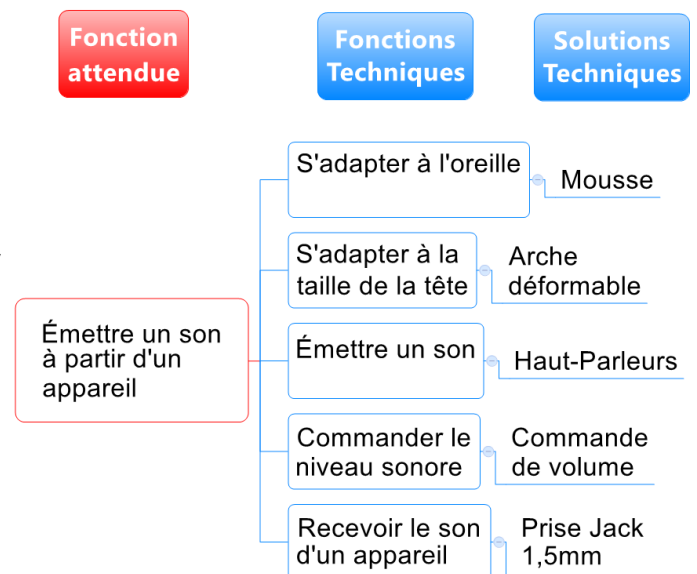 Fonction
attendue
Fonctions
Techniques
Solutions
Techniques
S'adapter à l'oreille
Mousse
S'adapter à la
taille de la tête
Arche
déformable
Émettre un son
à partir d'un
appareil
Émettre un son
Haut-Parleurs
Commander le
niveau sonore
Commande
de volume
Recevoir le son
d'un appareil
Prise Jack
1,5mm